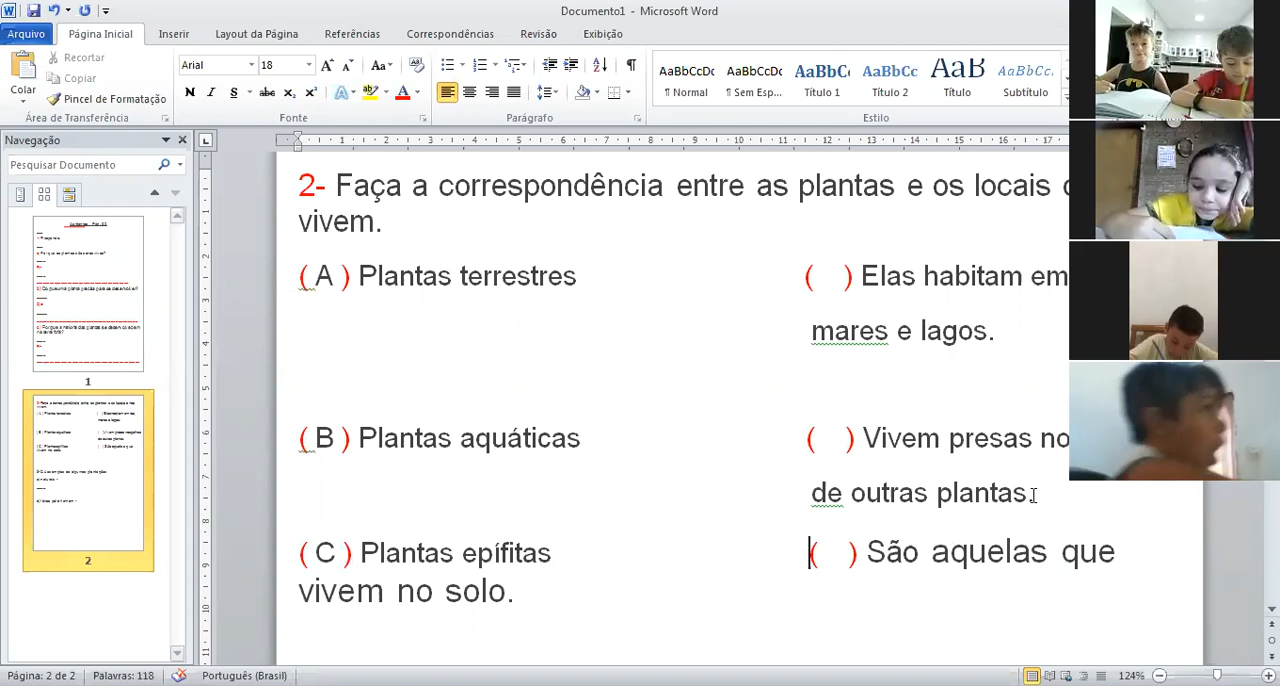 Documento1 - Microsoft Word
Arquivo Página Inicial Inserir Layout da Página Referências Correspondências Revisão Exibição
Recortar
Copiar
Pincel de Formatação
Colar
Área de Transferência
Arial 18
Fonte
Parágrafo
AaBbCcDc AaBbCcDc AaBbC AaBbCc AaB AaBbCc.
¶ Normal ¶ Sem Esp... Título 1 Título 2 Título Subtítulo
Estilo
Navegação
Pesquisar Documento
1
2
2- Faça a correspondência entre as plantas e os locais
vivem.
( A ) Plantas terrestres ( ) Elas habitam em
mares e lagos.
( B ) Plantas aquáticas ( ) Vivem presas no
de outras plantas.
( C ) Plantas epífitas ( ) São aquelas que
vivem no solo.
Página: 2 de 2 Palavras: 118 Português (Brasil) 124%